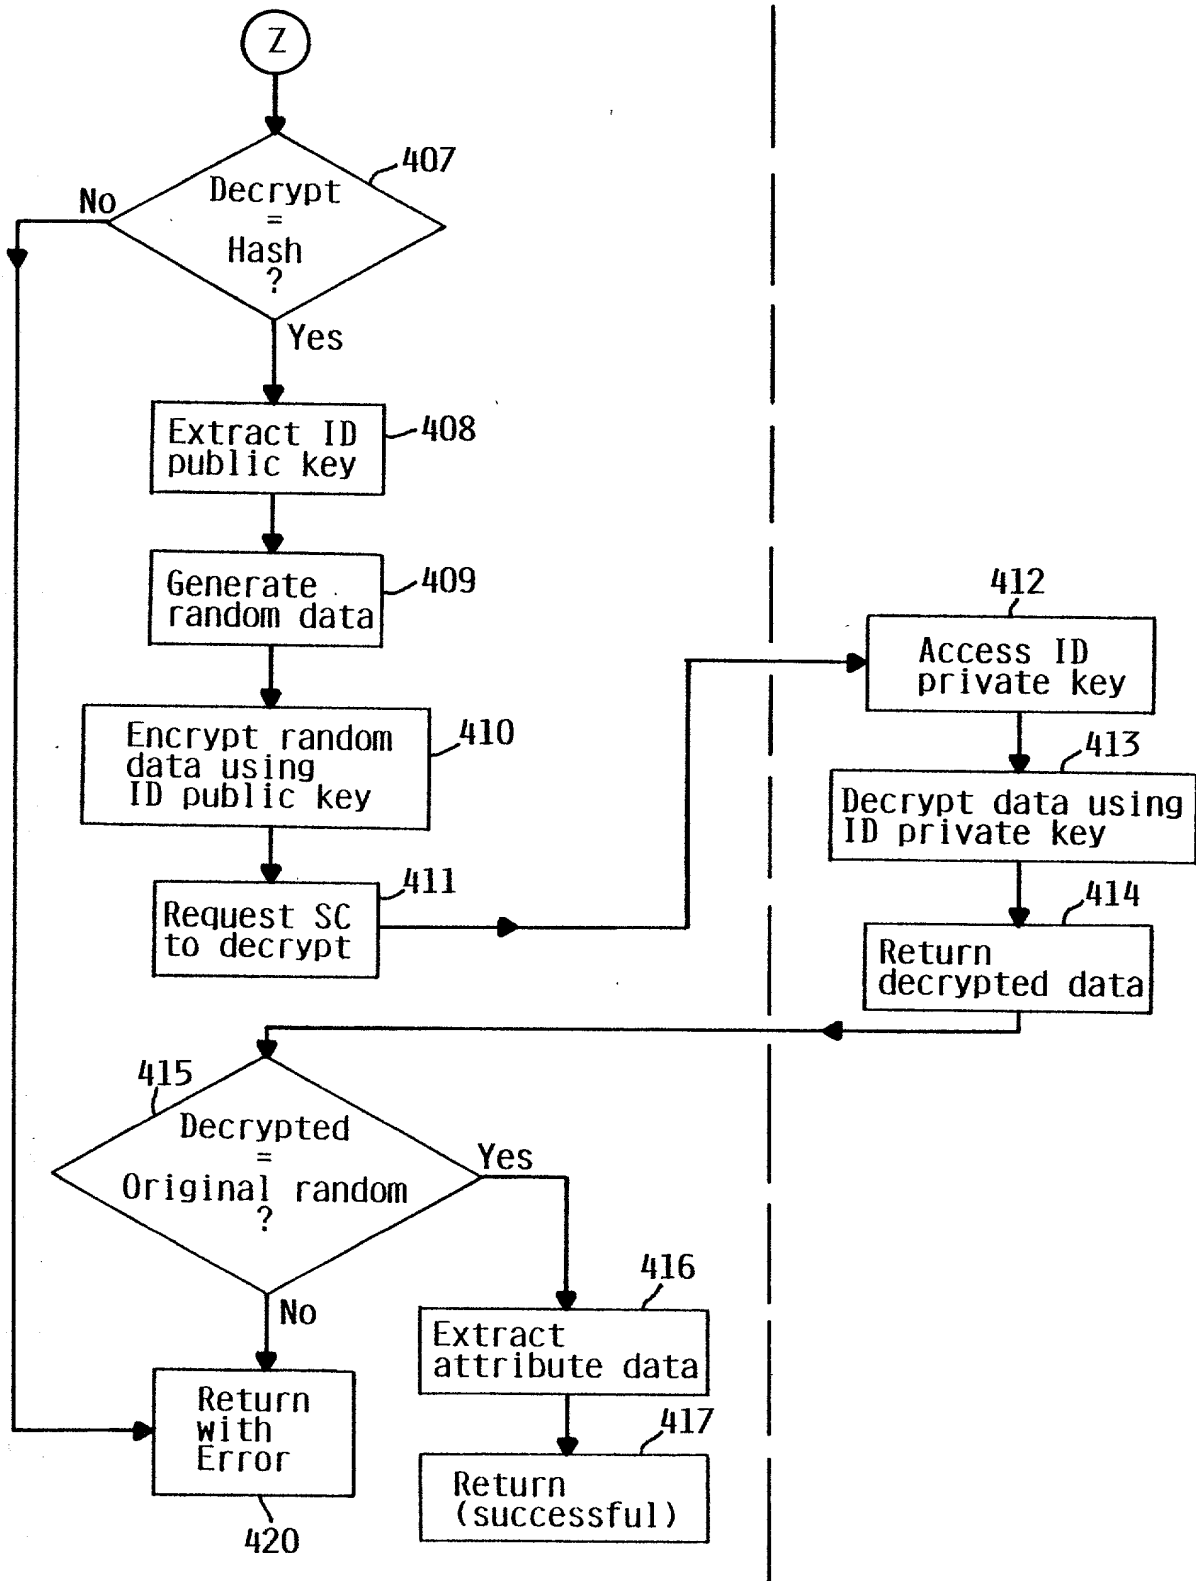 Z
407
Decrypt
=
Hash
?
No
Yes
Extract ID
public key
408
Generate
random data
409
Encrypt random
data using
ID public key
410
Request SC
to decrypt
411
412
Access ID
private key
413
Decrypt data using
ID private key
414
Return
decrypted data
415
Decrypted
=
Original random
?
Yes
No
416
Extract
attribute data
417
Return
(successful)
Return
with
Error
420